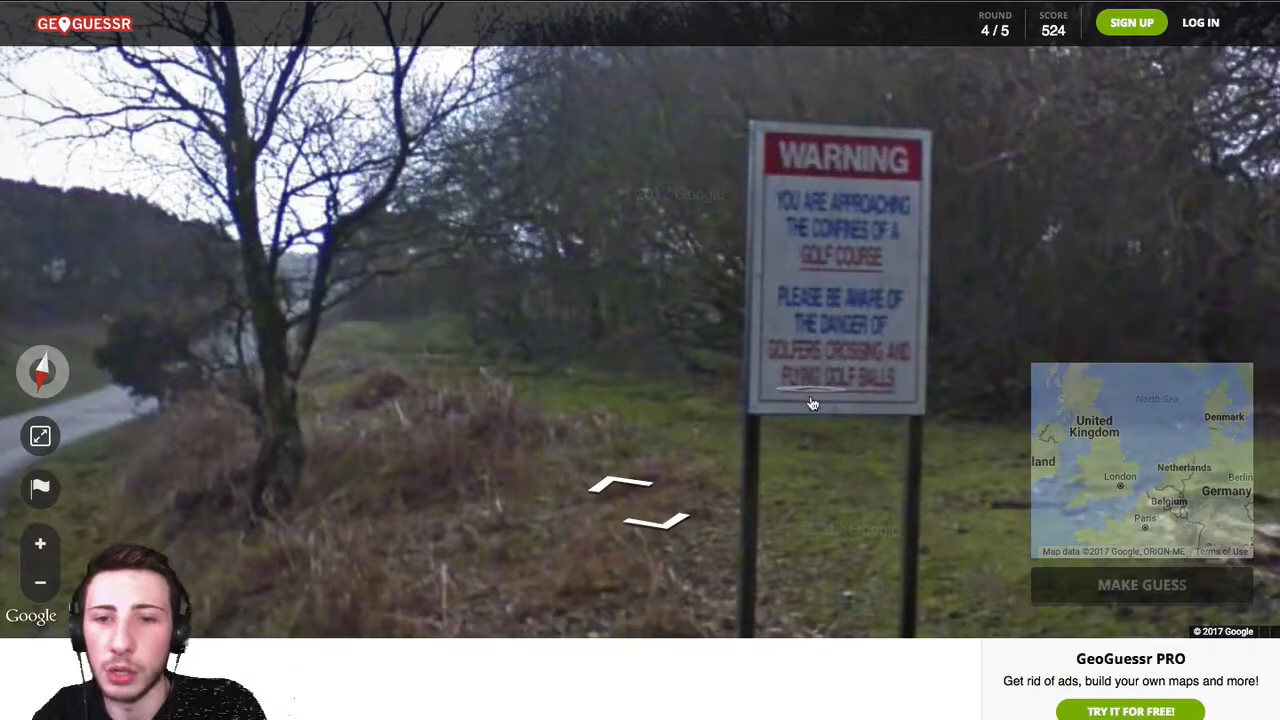 GEOGUESSR
ROUND
4 / 5
SCORE
524
SIGN UP
LOG IN
WARNING
YOU ARE APPROACHING
THE CONFINES OF A
GOLF COURSE
PLEASE BE AWARE OF
THE DANGER OF
GOLFERS CROSSING AND
FLYING GOLF BALLS
North Sea
Denmark
United
Kingdom
land
London
Netherlands
Berlin
Germany
Belgium
Paris
Map data ©2017 Google, ORION-ME
Terms of Use
MAKE GUESS
Google
© 2017 Google
GeoGuessr PRO
Get rid of ads, build your own maps and more!
TRY IT FOR FREE!